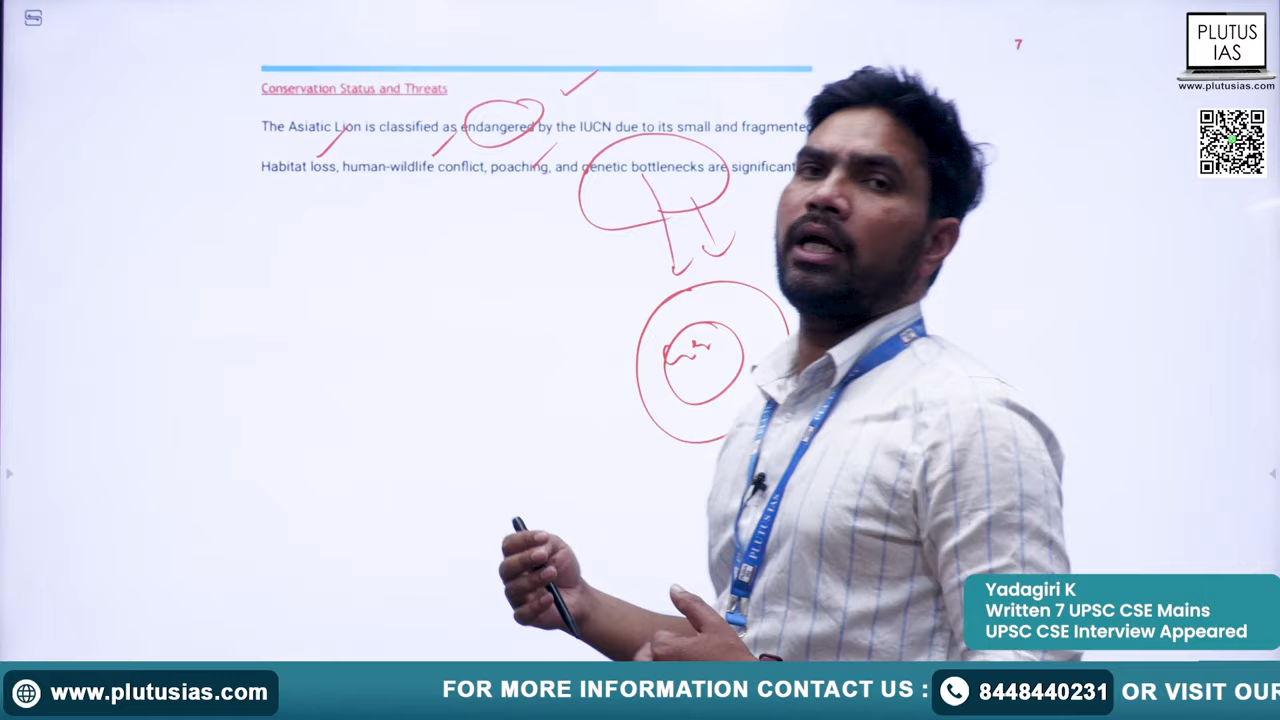 7
PLUTUS
IAS
www.plutusias.com
Conservation Status and Threats
The Asiatic Lion is classified as endangered by the IUCN due to its small and fragmented
Habitat loss, human-wildlife conflict, poaching, and genetic bottlenecks are significant
PLUTUS IAS
Yadagiri K
Written 7 UPSC CSE Mains
UPSC CSE Interview Appeared
www.plutusias.com
FOR MORE INFORMATION CONTACT US : 8448440231 OR VISIT OUR